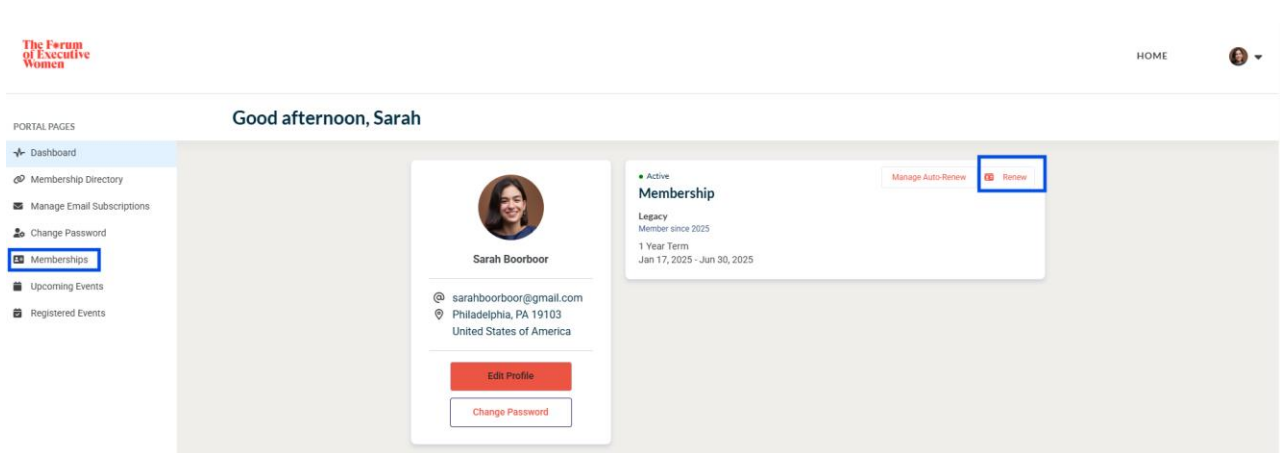 The Forum
of Executive
Women
HOME
PORTAL PAGES
Good afternoon, Sarah
Dashboard
Membership Directory
Manage Email Subscriptions
Change Password
Memberships
Upcoming Events
Registered Events
Sarah Boorboor
sarahboorboor@gmail.com
Philadelphia, PA 19103
United States of America
Edit Profile
Change Password
Active
Manage Auto-Renew
Renew
Membership
Legacy
Member since 2025
1 Year Term
Jan 17, 2025 - Jun 30, 2025